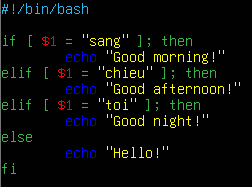 #!/bin/bash
if [ $1 = "sang" ]; then
echo "Good morning!"
elif [ $1 = "chieu" ]; then
echo "Good afternoon!"
elif [ $1 = "toi" ]; then
echo "Good night!"
else
echo "Hello!"
fi